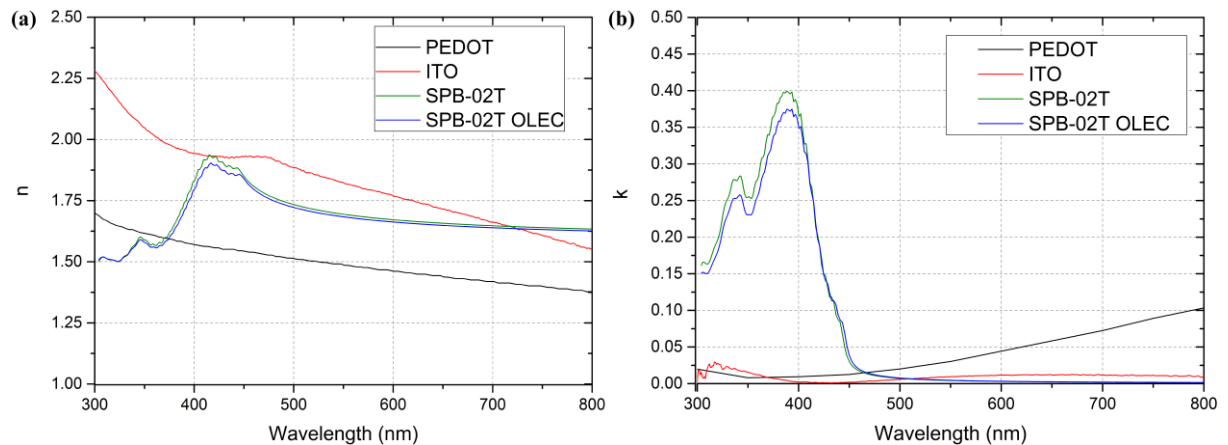 (a)
2.50
2.25
2.00
1.75
1.50
1.25
1.00
n
300 400 500 600 700 800
Wavelength (nm)
PEDOT
ITO
SPB-02T
SPB-02T OLEC
(b)
0.50
0.45
0.40
0.35
0.30
0.25
0.20
0.15
0.10
0.05
0.00
k
300 400 500 600 700 800
Wavelength (nm)
PEDOT
ITO
SPB-02T
SPB-02T OLEC